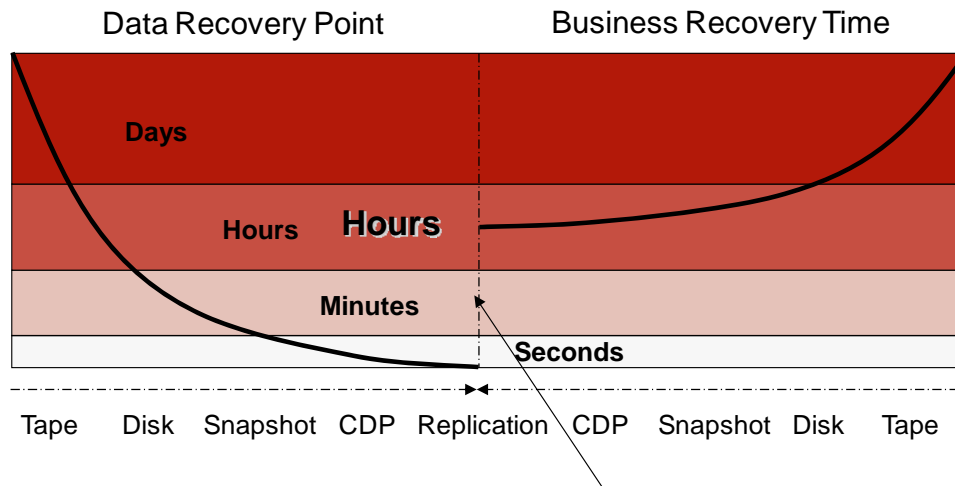 Data Recovery Point Business Recovery Time
Days
Hours Hours
Minutes
Seconds
Tape Disk Snapshot CDP Replication CDP Snapshot Disk Tape